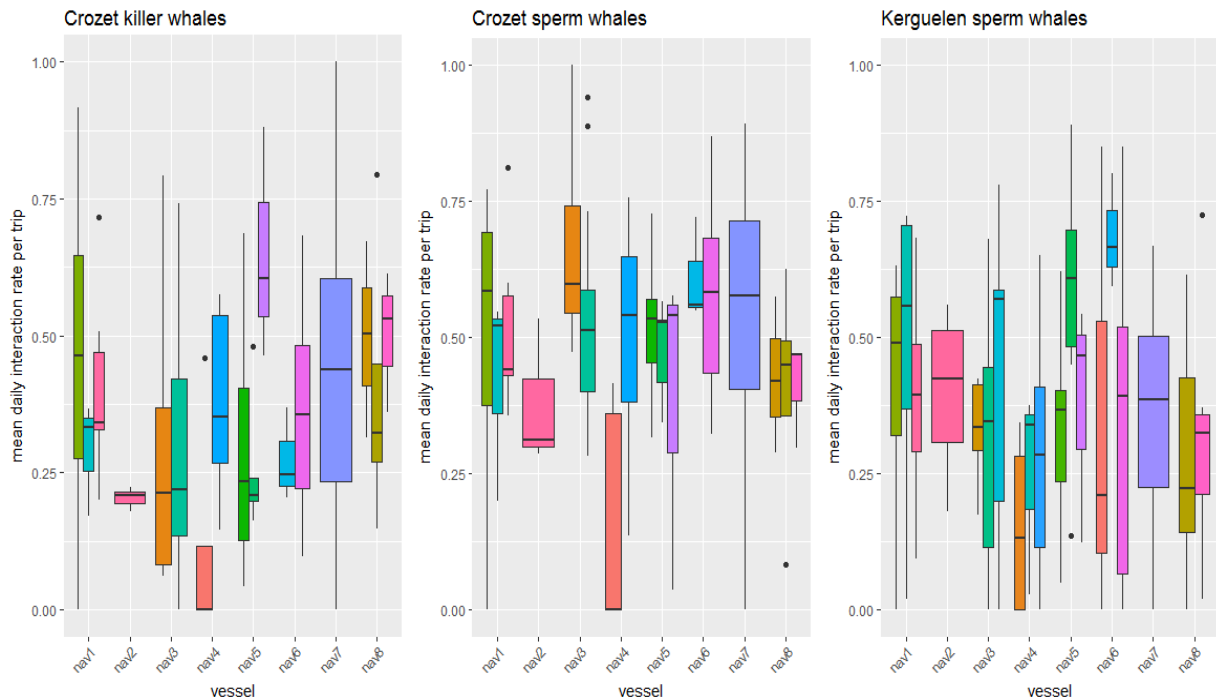 Crozet killer whales
mean daily interaction rate per trip
1.00
0.75
0.50
0.25
0.00
nav1
nav2
nav3
nav4
nav5
nav6
nav7
nav8
vessel
Crozet sperm whales
mean daily interaction rate per trip
1.00
0.75
0.50
0.25
0.00
nav1
nav2
nav3
nav4
nav5
nav6
nav7
nav8
vessel
Kerguelen sperm whales
mean daily interaction rate per trip
1.00
0.75
0.50
0.25
0.00
nav1
nav2
nav3
nav4
nav5
nav6
nav7
nav8
vessel